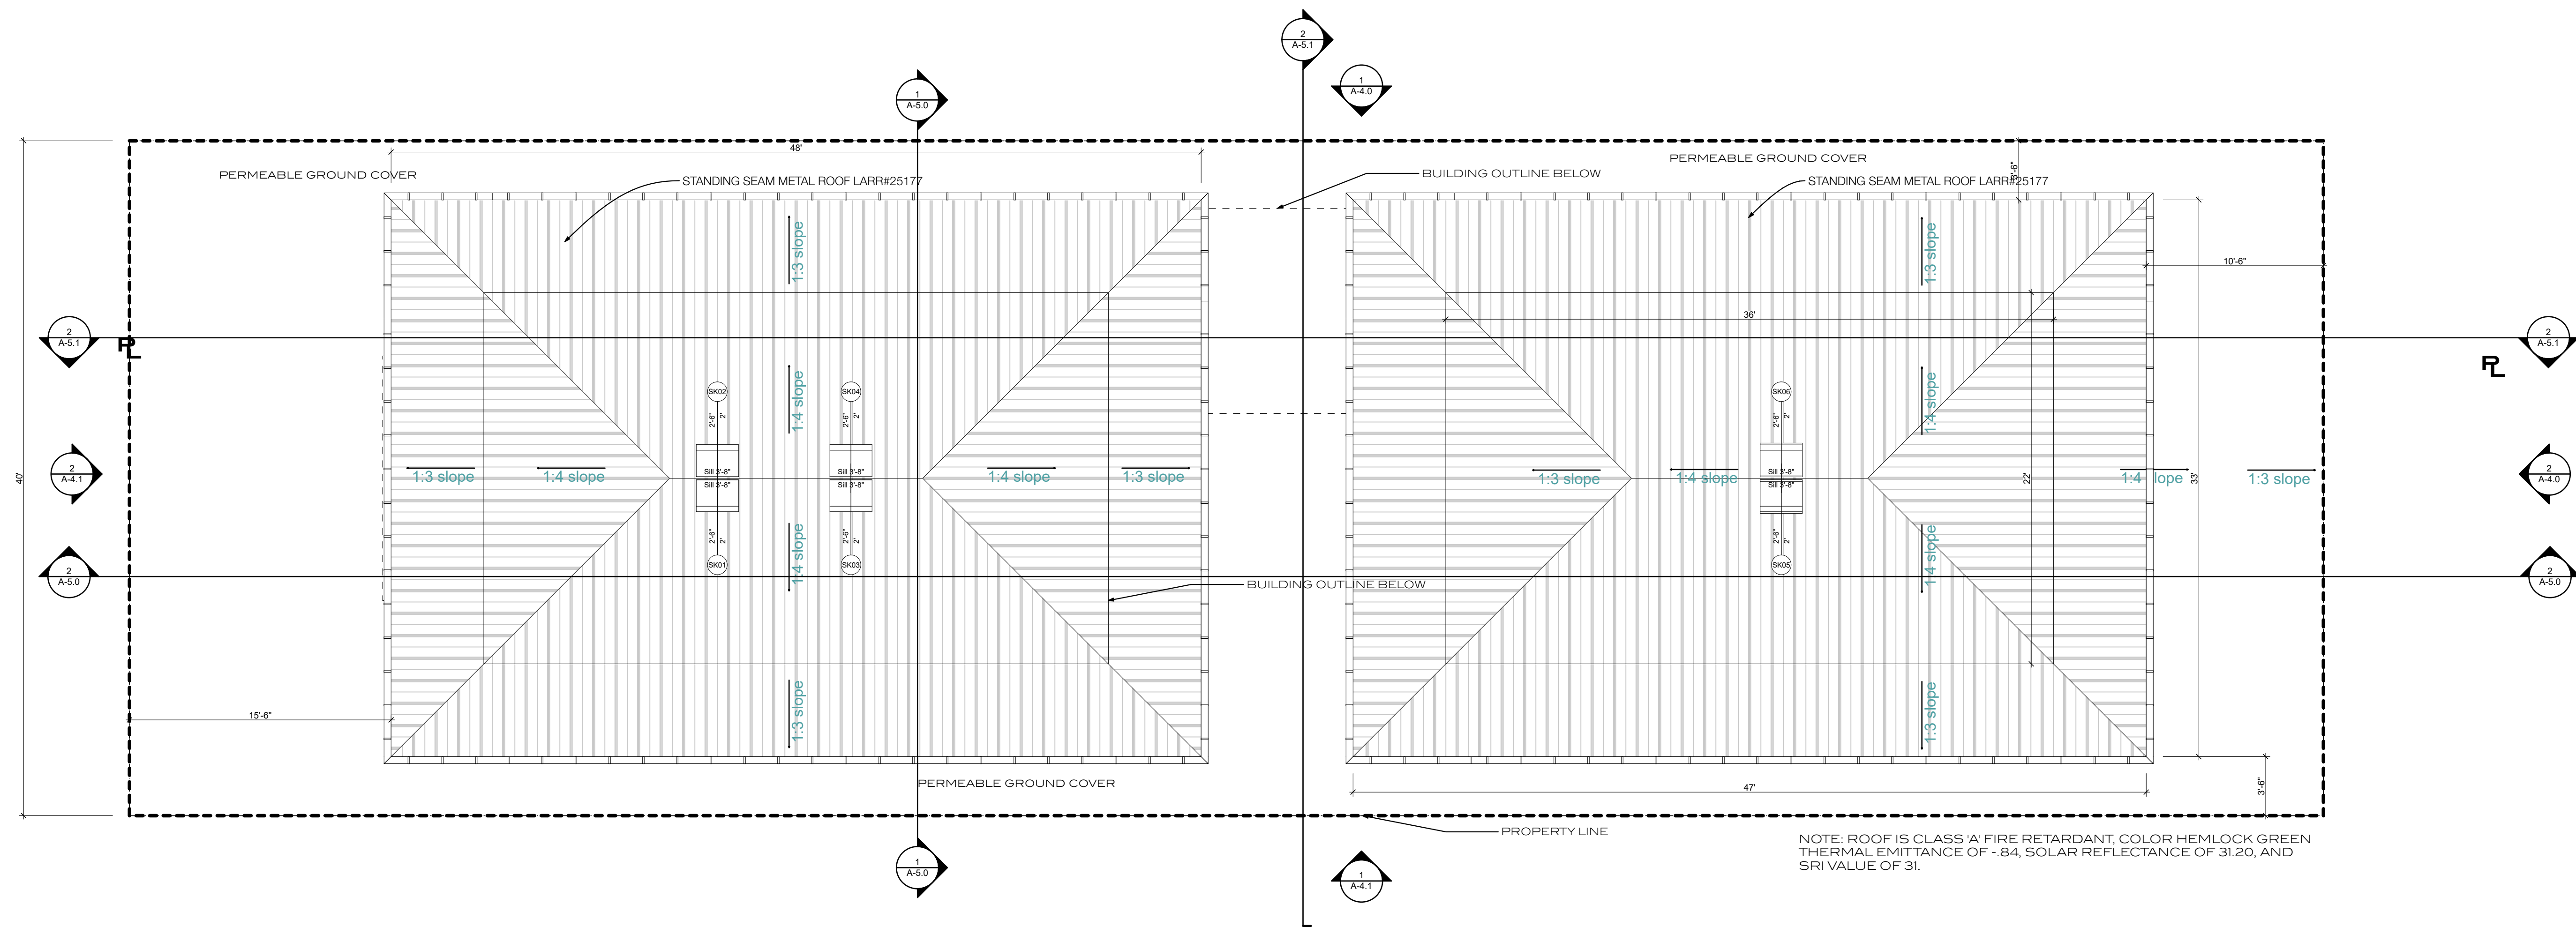 2
A-5.1
1
A-4.0
1
A-5.0
48'
PERMEABLE GROUND COVER
3'-6"
PERMEABLE GROUND COVER
BUILDING OUTLINE BELOW
STANDING SEAM METAL ROOF LARR#25177
STANDING SEAM METAL ROOF LARR#25177
1:3 slope
1:3 slope
10'-6"
36'
2
A-5.1
PL
2
A-5.1
PL
SK02
SK04
SK06
1:4 slope
1:4 slope
2'-6"
2'
2'-6"
2'
2'-6"
2'
40'
2
A-4.1
1:3 slope
1:4 slope
Sill 3'-8"
Sill 3'-8"
Sill 3'-8"
Sill 3'-8"
1:4 slope
1:3 slope
1:3 slope
1:4 slope
Sill 3'-8"
Sill 3'-8"
22'
1:4 lope
33'
1:3 slope
2
A-4.0
2'-6"
2'
2'-6"
2'
2'-6"
2'
1:4 slope
1:4 slope
SK01
SK03
SK05
2
A-5.0
2
A-5.0
BUILDING OUTLINE BELOW
15'-6"
1:3 slope
1:3 slope
PERMEABLE GROUND COVER
47'
3'-6"
PROPERTY LINE
NOTE: ROOF IS CLASS 'A' FIRE RETARDANT, COLOR HEMLOCK GREEN
THERMAL EMITTANCE OF -.84, SOLAR REFLECTANCE OF 31.20, AND
SRI VALUE OF 31.
1
A-5.0
1
A-4.1